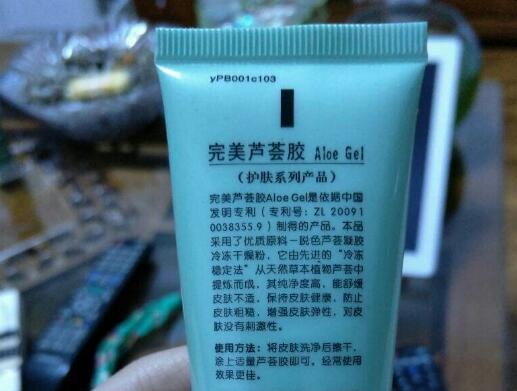 yPB001c103
完美芦荟胶 Aloe Gel
（护肤系列产品）
完美芦荟胶Aloe Gel是依据中国
发明专利（专利号：ZL 20091
0038355.9）制得的产品。本品
采用了优质原料－脱色芦荟凝胶
冷冻干燥粉，它由先进的“冷冻
稳定法”从天然草本植物芦荟中
提炼而成，其纯净度高，能舒缓
皮肤不适，保持皮肤健康，防止
皮肤粗糙，增强皮肤弹性，对皮
肤没有刺激性。
使用方法：将皮肤洗净后擦干，
涂上适量芦荟胶即可。经常使用
效果更佳。